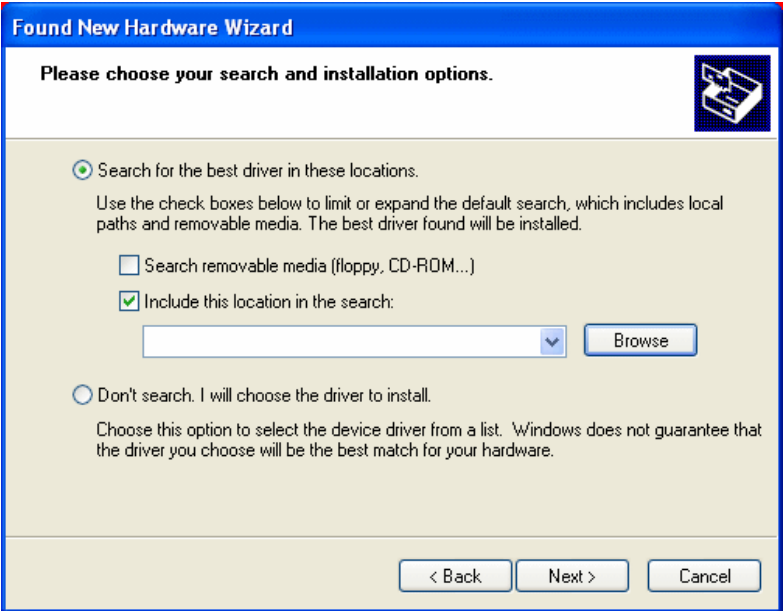 Found New Hardware Wizard
Please choose your search and installation options.
Search for the best driver in these locations.
Use the check boxes below to limit or expand the default search, which includes local
paths and removable media. The best driver found will be installed.
Search removable media (floppy, CD-ROM...)
Include this location in the search:
Browse
Don't search. I will choose the driver to install.
Choose this option to select the device driver from a list.  Windows does not guarantee that
the driver you choose will be the best match for your hardware.
< Back Next > Cancel